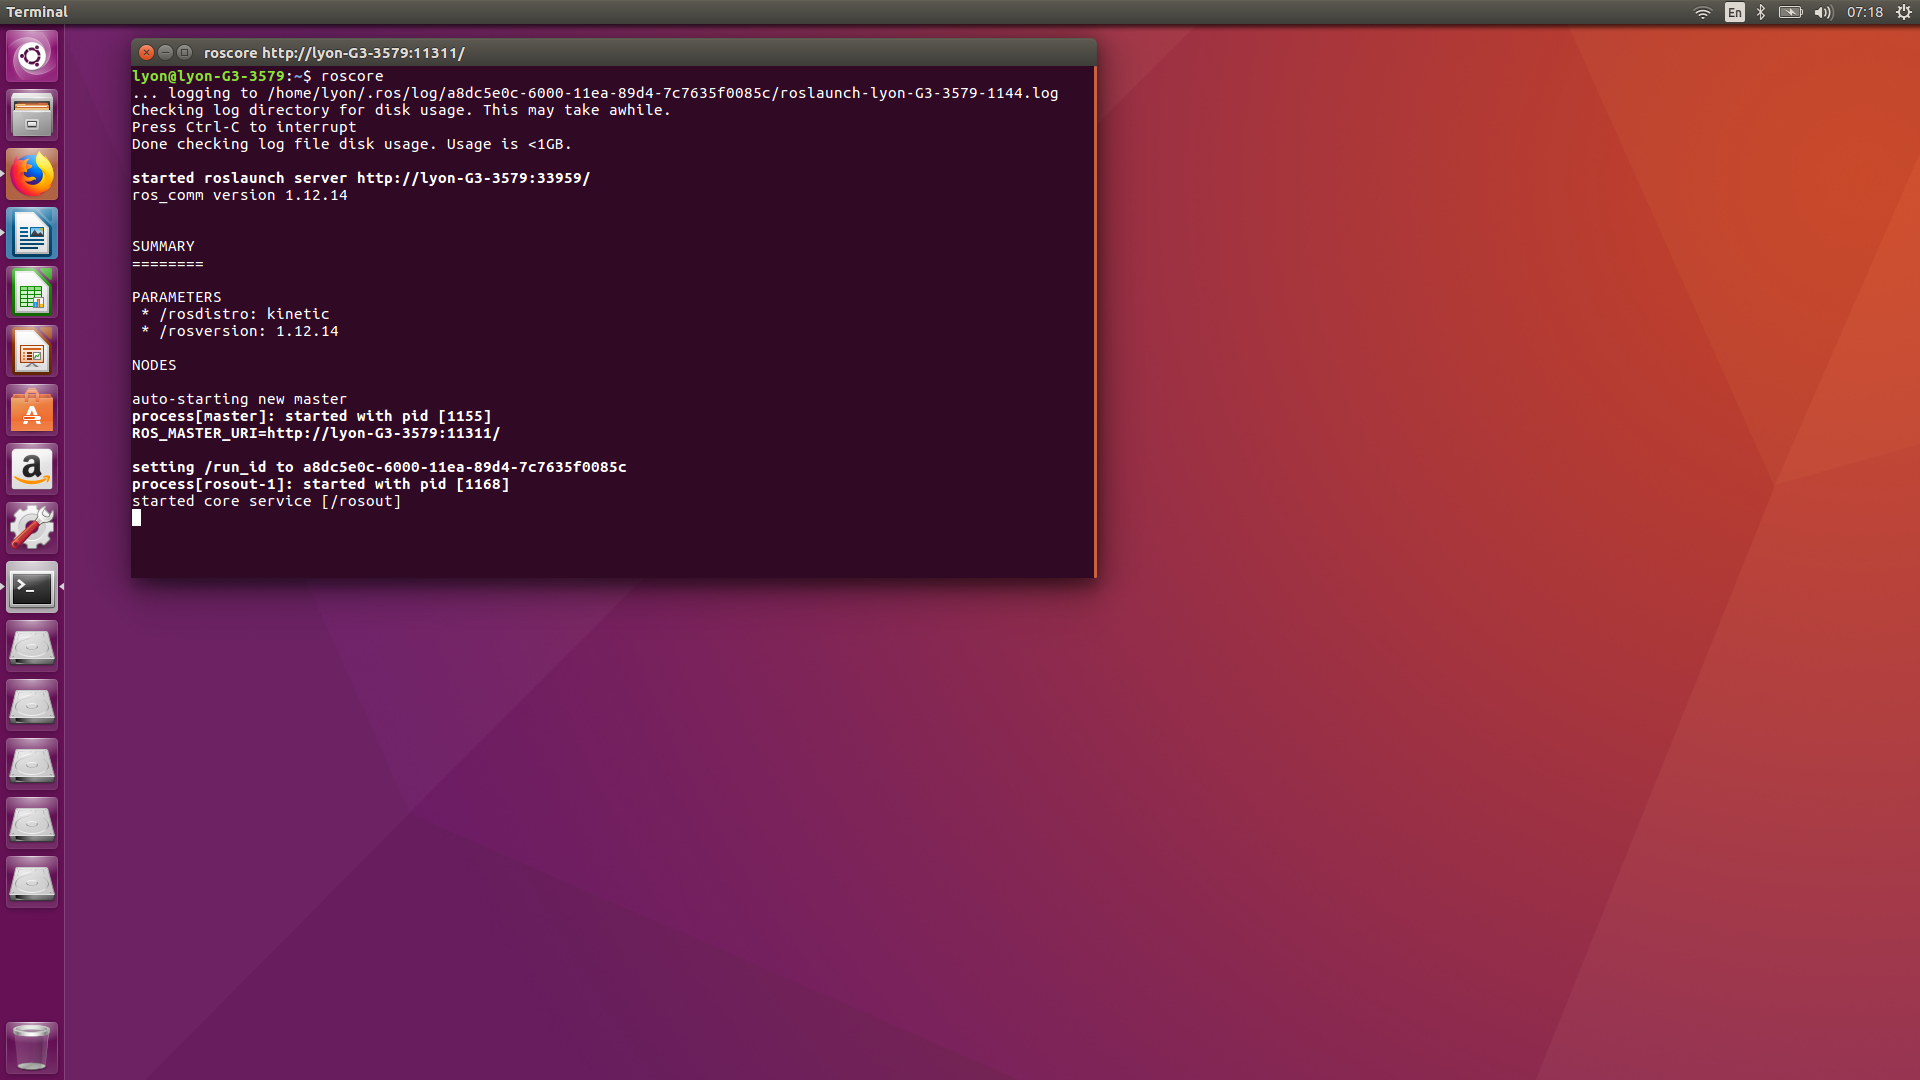 Terminal
En
07:18
roscore http://lyon-G3-3579:11311/
lyon@lyon-G3-3579:~$ roscore
... logging to /home/lyon/.ros/log/a8dc5e0c-6000-11ea-89d4-7c7635f0085c/roslaunch-lyon-G3-3579-1144.log
Checking log directory for disk usage. This may take awhile.
Press Ctrl-C to interrupt
Done checking log file disk usage. Usage is <1GB.
started roslaunch server http://lyon-G3-3579:33959/
ros_comm version 1.12.14
SUMMARY
========
PARAMETERS
* /rosdistro: kinetic
* /rosversion: 1.12.14
NODES
auto-starting new master
process[master]: started with pid [1155]
ROS_MASTER_URI=http://lyon-G3-3579:11311/
setting /run_id to a8dc5e0c-6000-11ea-89d4-7c7635f0085c
process[rosout-1]: started with pid [1168]
started core service [/rosout]